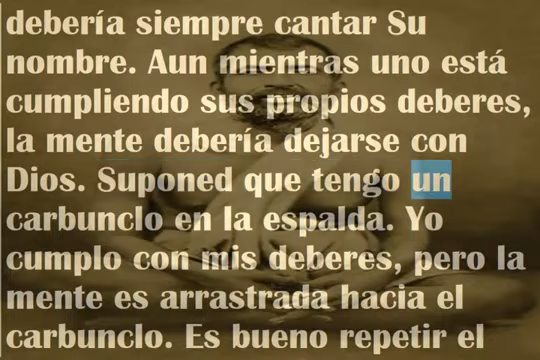 debería siempre cantar Su
nombre. Aun mientras uno está
cumpliendo sus propios deberes,
la mente debería dejarse con
Dios. Suponed que tengo un
carbunclo en la espalda. Yo
cumplo con mis deberes, pero la
mente es arrastrada hacia el
carbunclo. Es bueno repetir el